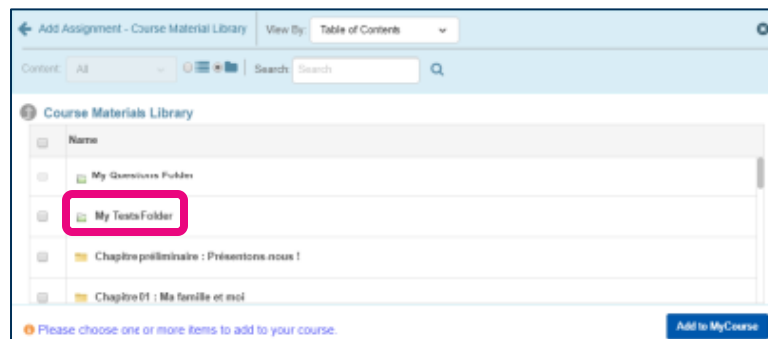 Add Assignment - Course Material Library View By: Table of Contents
Content: All Search: Search
Course Materials Library
Name
My Questions Folder
My Tests Folder
Chapitre préliminaire : Présentons-nous !
Chapitre 01 : Ma famille et moi
Please choose one or more items to add to your course.
Add to MyCourse